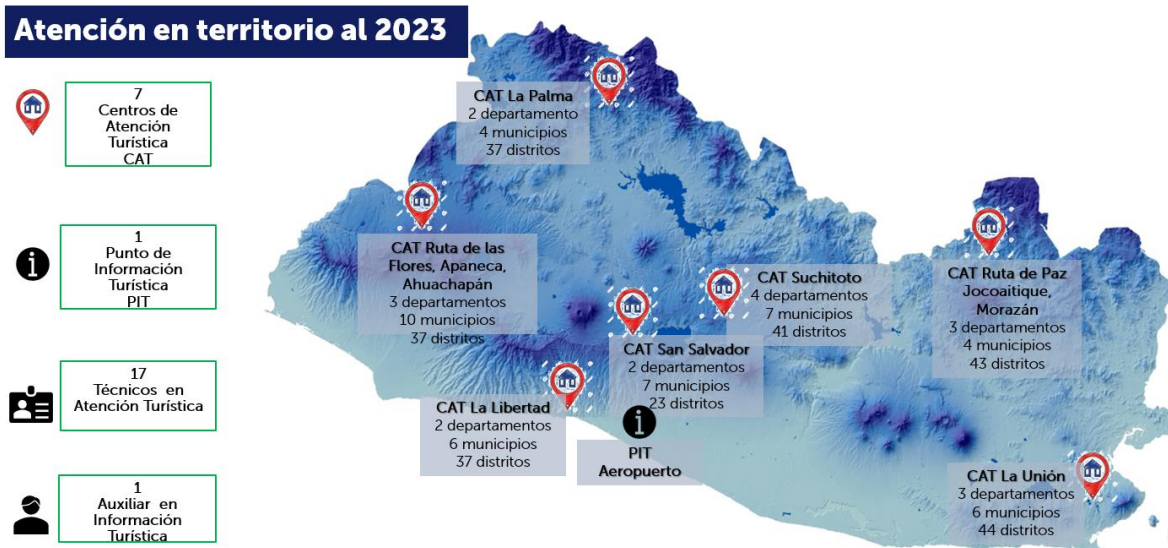 Atención en territorio al 2023
7
Centros de
Atención
Turística
CAT
1
Punto de
Información
Turística
PIT
17
Técnicos en
Atención Turística
1
Auxiliar en
Información
Turística
CAT La Palma
2 departamento
4 municipios
37 distritos
CAT Ruta de las
Flores, Apaneca,
Ahuachapán
3 departamentos
10 municipios
37 distritos
CAT Suchitoto
4 departamentos
7 municipios
41 distritos
CAT Ruta de Paz
Jocoaitique,
Morazán
3 departamentos
4 municipios
43 distritos
CAT San Salvador
2 departamentos
7 municipios
23 distritos
CAT La Libertad
2 departamentos
6 municipios
37 distritos
PIT
Aeropuerto
CAT La Unión
3 departamentos
6 municipios
44 distritos